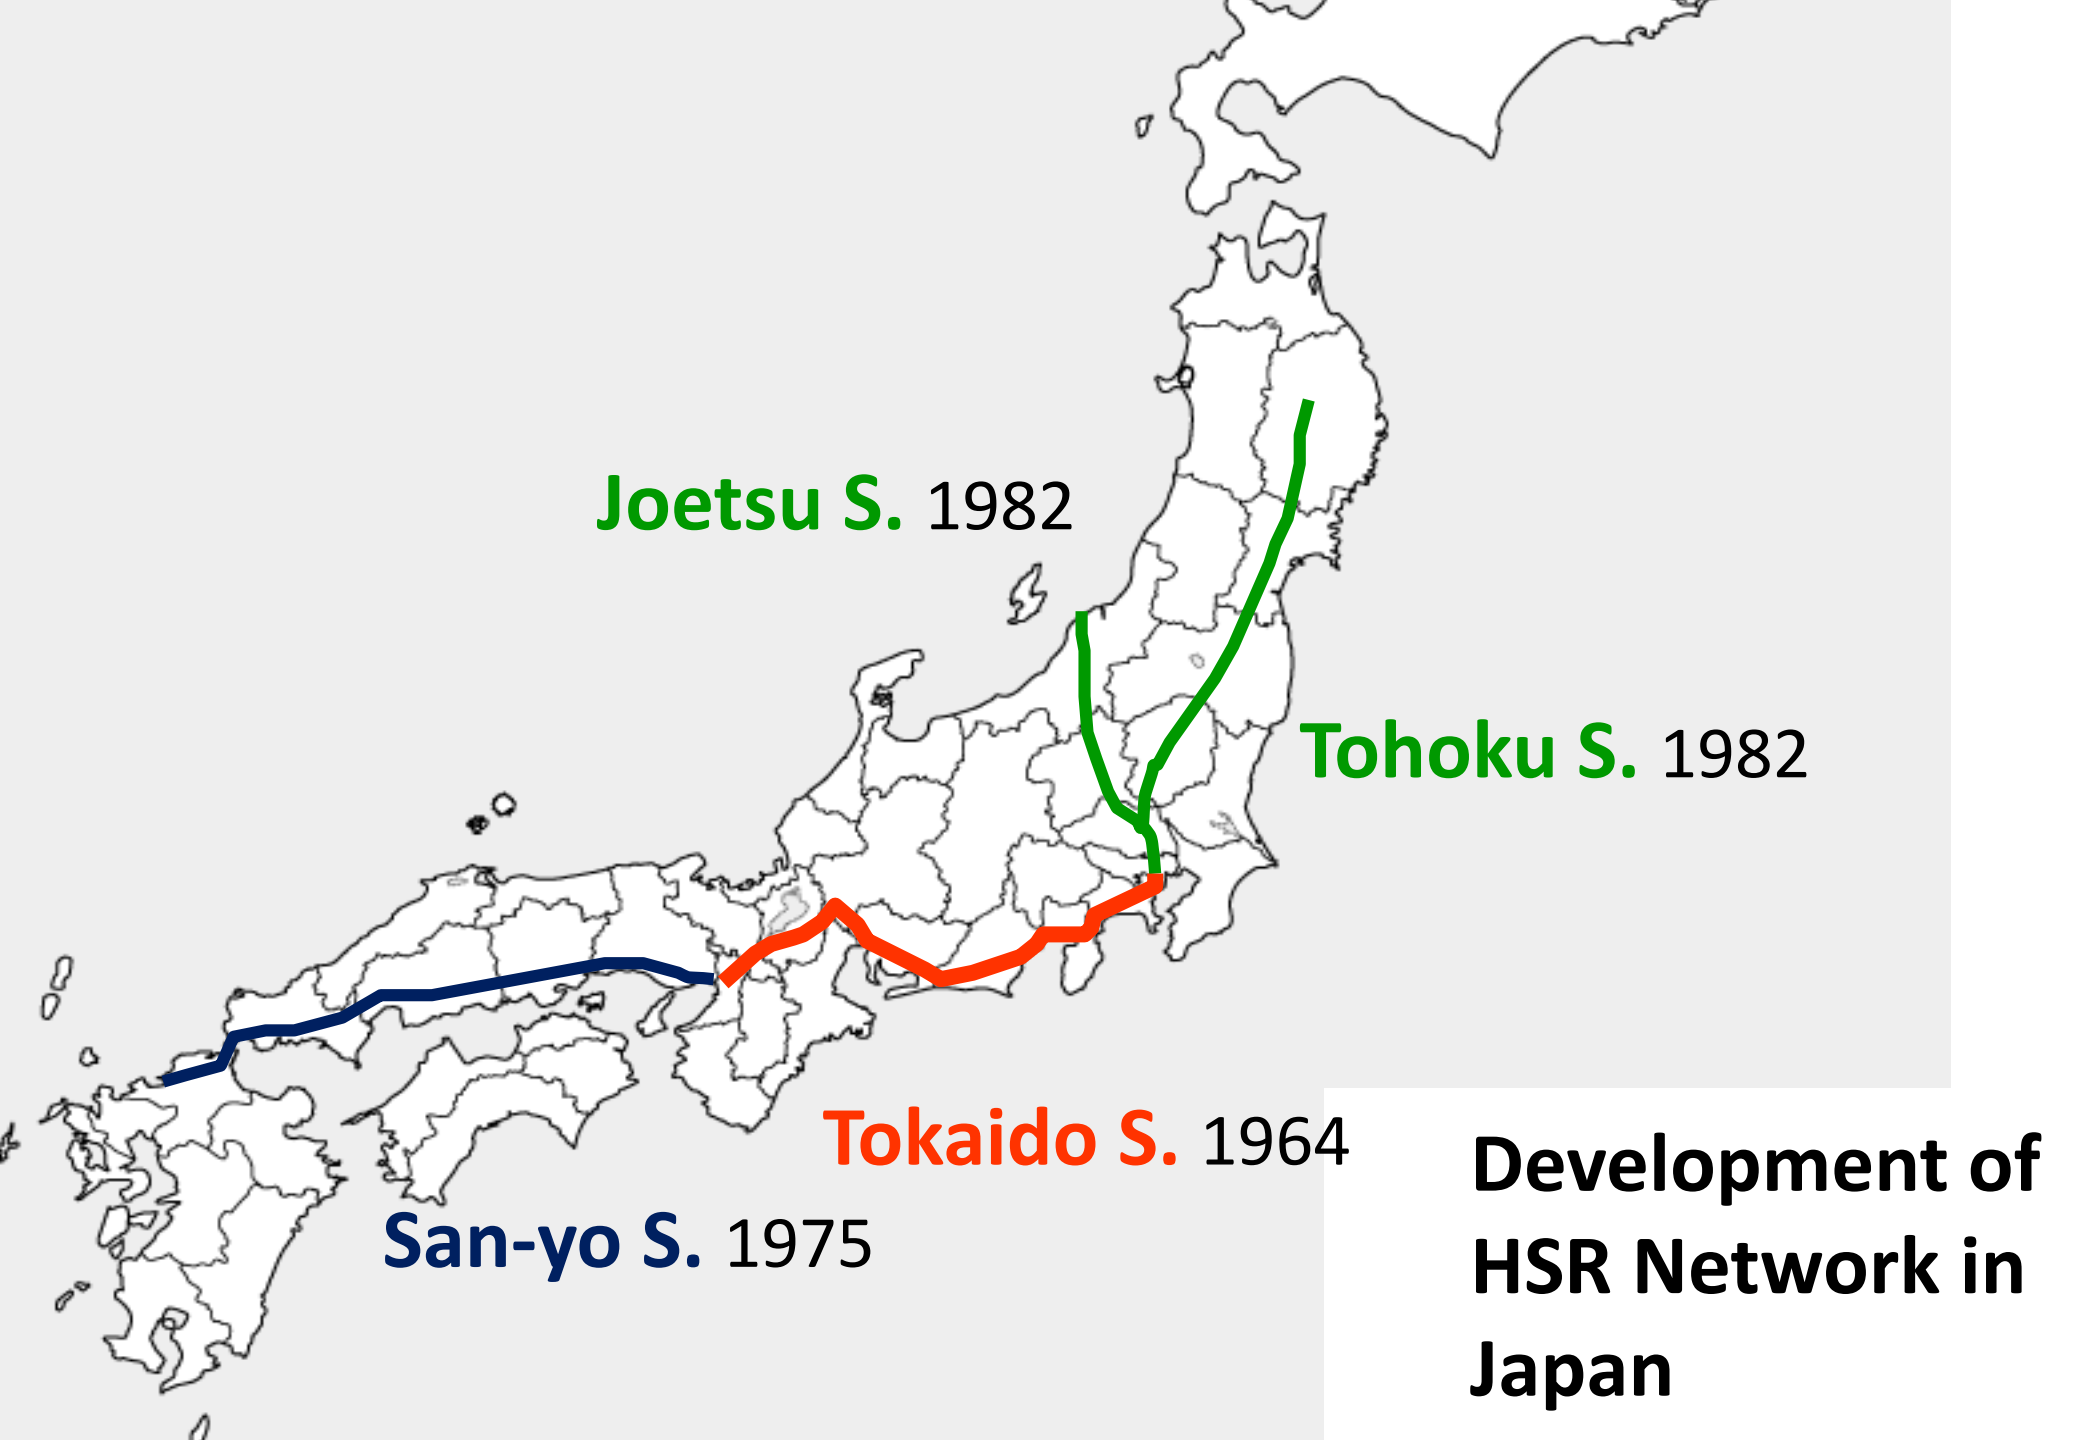 Joetsu S. 1982
Tohoku S. 1982
Tokaido S. 1964
San-yo S. 1975
Development of
HSR Network in
Japan